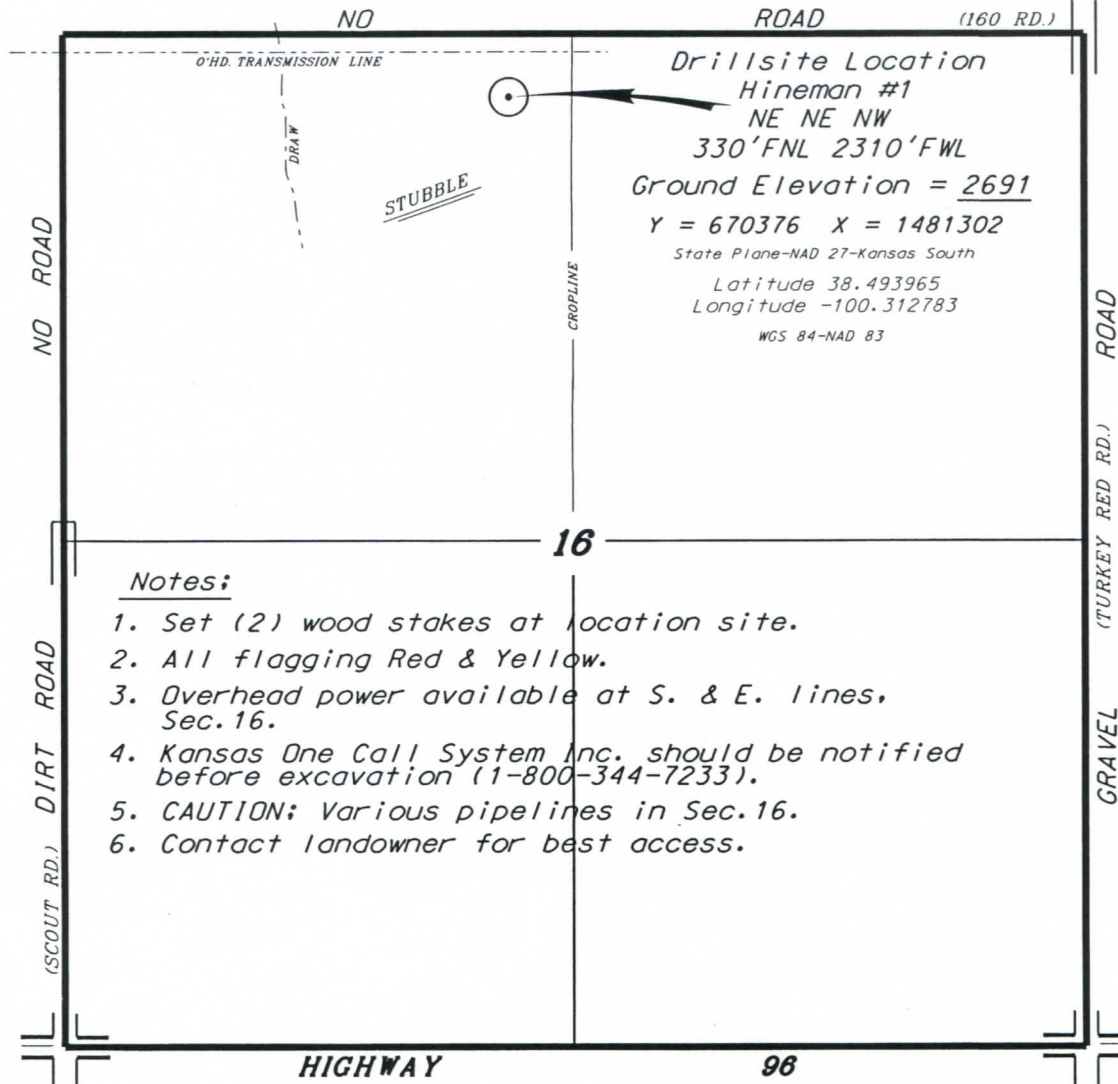 NO ROAD (160 RD.)
O'HD. TRANSMISSION LINE
DRAW
STUBBLE
CROPLINE
Drillsite Location
Hineman #1
NE NE NW
330'FNL 2310'FWL
Ground Elevation = 2691
Y = 670376 X = 1481302
State Plane-NAD 27-Kansas South
Latitude 38.493965
Longitude -100.312783
WGS 84-NAD 83
NO ROAD
DIRT ROAD
(SCOUT RD.)
16
Notes:
1. Set (2) wood stakes at location site.
2. All flagging Red & Yellow.
3. Overhead power available at S. & E. lines,
Sec. 16.
4. Kansas One Call System Inc. should be notified
before excavation (1-800-344-7233).
5. CAUTION: Various pipelines in Sec. 16.
6. Contact landowner for best access.
GRAVEL ROAD
(TURKEY RED RD.)
HIGHWAY 96